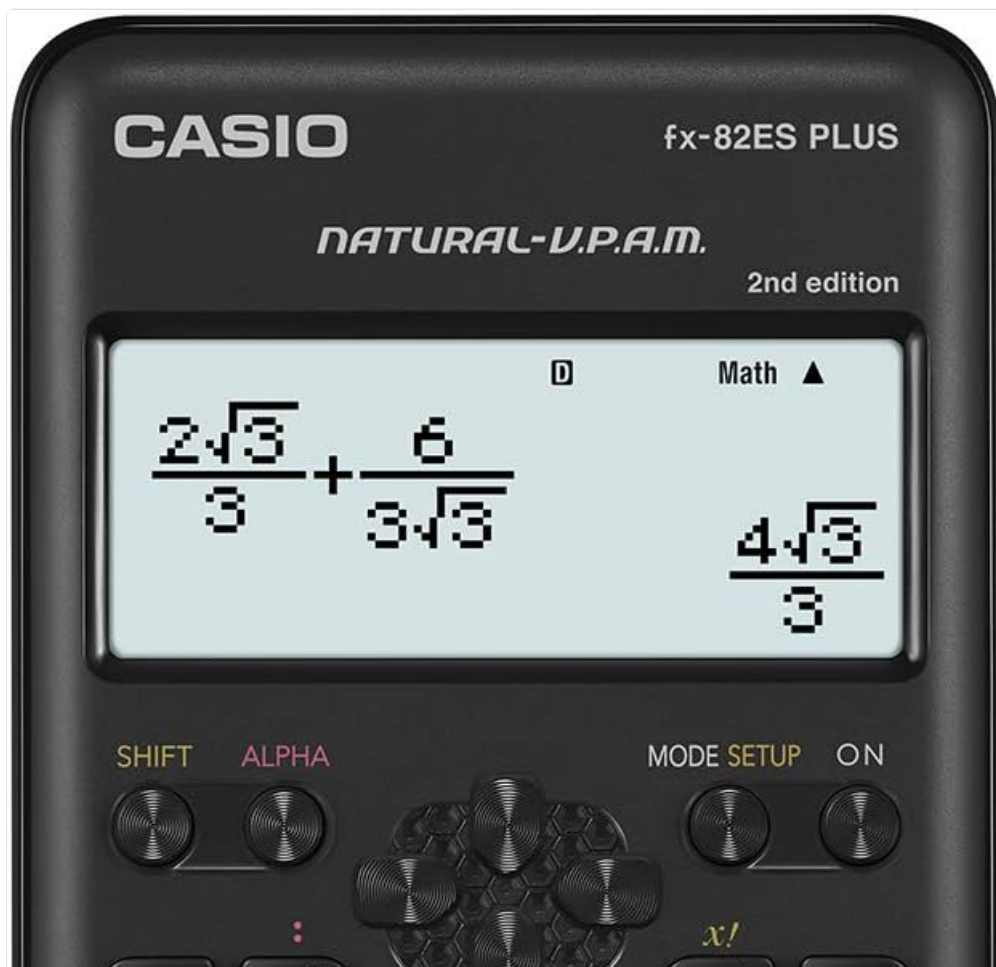 CASIO fx-82ES PLUS
NATURAL-V.P.A.M.
2nd edition
D Math ▲
2√3/3 + 6/3√3
4√3/3
SHIFT ALPHA MODE SETUP ON
: x!